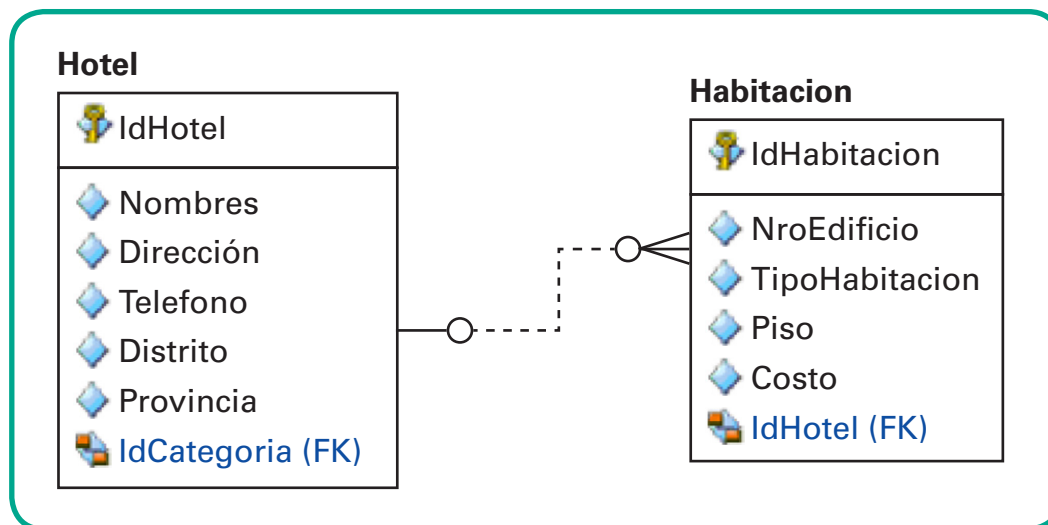 Hotel
IdHotel
Nombres
Dirección
Telefono
Distrito
Provincia
IdCategoria (FK)
Habitacion
IdHabitacion
NroEdificio
TipoHabitacion
Piso
Costo
IdHotel (FK)